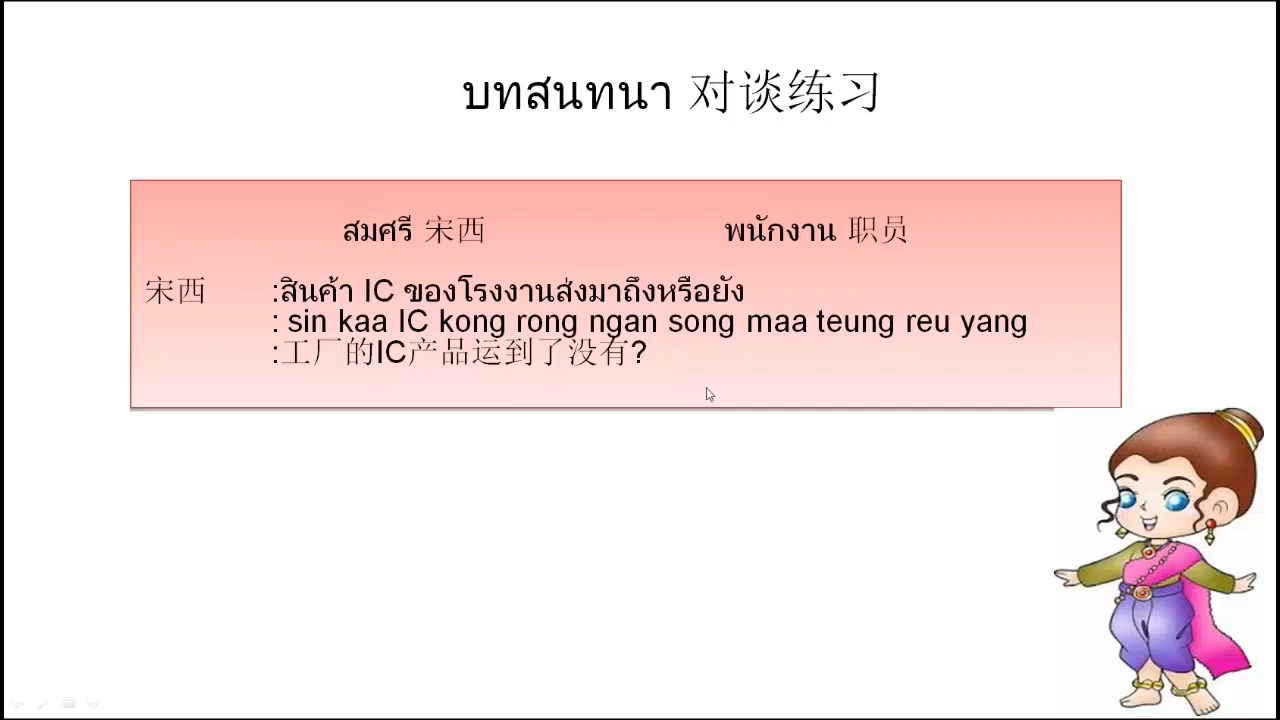 บทสนทนา 对谈练习
สมศรี 宋西 พนักงาน 职员
宋西 :สินค้า IC ของโรงงานส่งมาถึงหรือยัง
: sin kaa IC kong rong ngan song maa teung reu yang
:工厂的IC产品运到了没有?